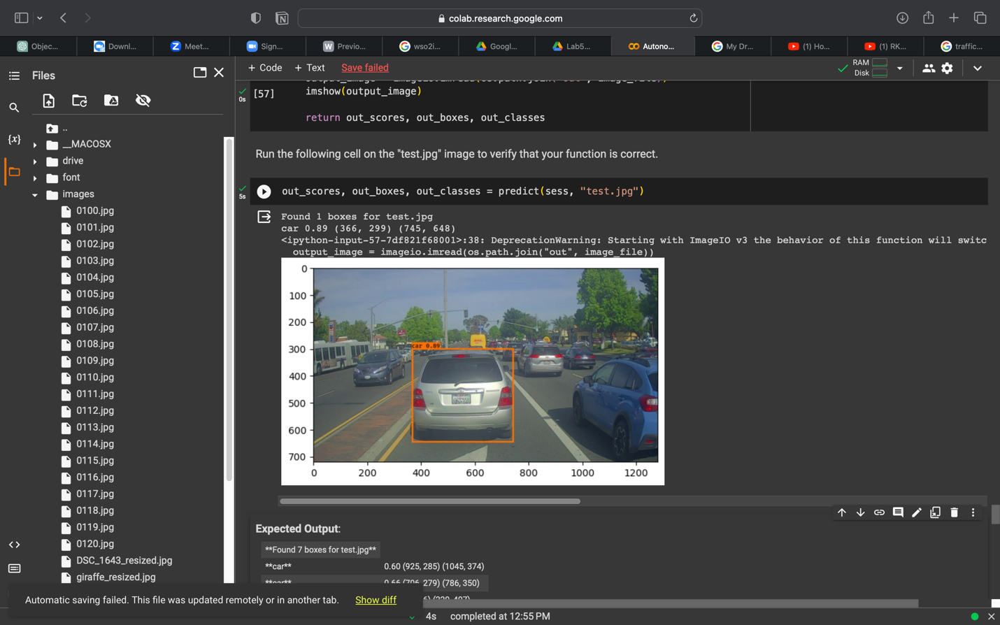 colab.research.google.com
Objec...
Downl...
Meet...
Sign...
Previo...
wso2i...
Googl...
Lab5...
Autono...
My Dr...
(1) Ho...
(1) RK...
traffic...
Files
+ Code
+ Text
Save failed
RAM
Disk
[57]
0s
imshow(output_image)
return out_scores, out_boxes, out_classes
..
__MACOSX
drive
font
images
0100.jpg
0101.jpg
0102.jpg
0103.jpg
0104.jpg
0105.jpg
0106.jpg
0107.jpg
0108.jpg
0109.jpg
0110.jpg
0111.jpg
0112.jpg
0113.jpg
0114.jpg
0115.jpg
0116.jpg
0117.jpg
0118.jpg
0119.jpg
0120.jpg
DSC_1643_resized.jpg
giraffe_resized.jpg
Run the following cell on the "test.jpg" image to verify that your function is correct.
5s
out_scores, out_boxes, out_classes = predict(sess, "test.jpg")
Found 1 boxes for test.jpg
car 0.89 (366, 299) (745, 648)
<ipython-input-57-7df821f68001>:38: DeprecationWarning: Starting with ImageIO v3 the behavior of this function will switc
output_image = imageio.imread(os.path.join("out", image_file))
0
100
200
300
400
500
600
700
car 0.89
0
200
400
600
800
1000
1200
Expected Output:
**Found 7 boxes for test.jpg**
**car** 0.60 (925, 285) (1045, 374)
**car** 0.66 (706, 279) (786, 350)
Automatic saving failed. This file was updated remotely or in another tab.
Show diff
4s
completed at 12:55 PM